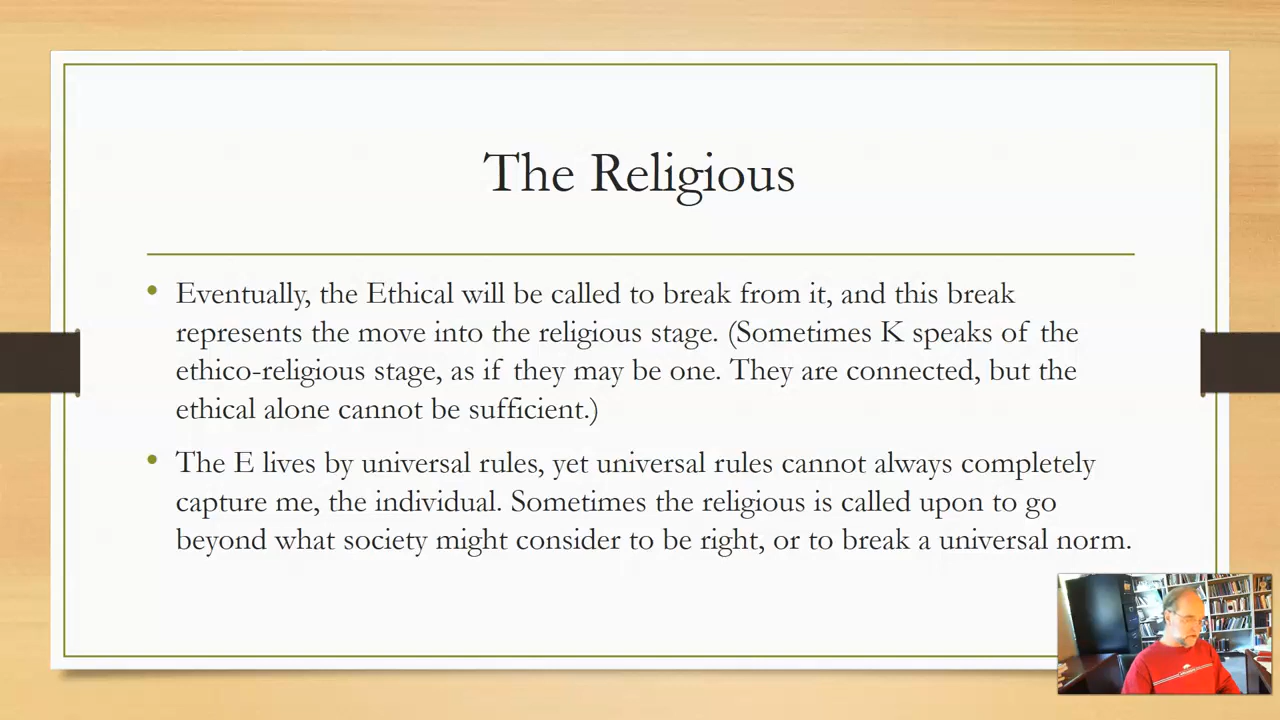 The Religious
• Eventually, the Ethical will be called to break from it, and this break
represents the move into the religious stage. (Sometimes K speaks of the
ethico-religious stage, as if they may be one. They are connected, but the
ethical alone cannot be sufficient.)
• The E lives by universal rules, yet universal rules cannot always completely
capture me, the individual. Sometimes the religious is called upon to go
beyond what society might consider to be right, or to break a universal norm.